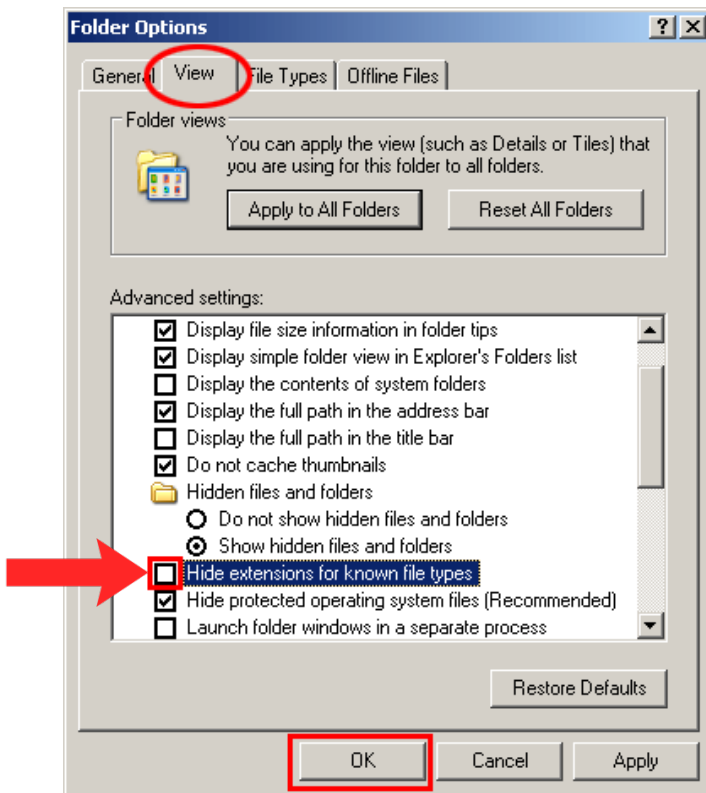 Folder Options
General View File Types Offline Files
Folder views
You can apply the view (such as Details or Tiles) that
you are using for this folder to all folders.
Apply to All Folders Reset All Folders
Advanced settings:
Display file size information in folder tips
Display simple folder view in Explorer's Folders list
Display the contents of system folders
Display the full path in the address bar
Display the full path in the title bar
Do not cache thumbnails
Hidden files and folders
Do not show hidden files and folders
Show hidden files and folders
Hide extensions for known file types
Hide protected operating system files (Recommended)
Launch folder windows in a separate process
Restore Defaults
OK Cancel Apply